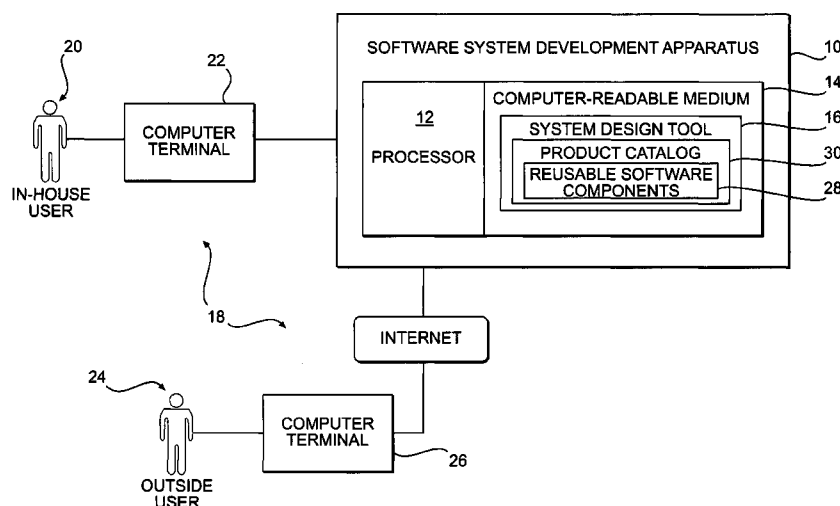 20
22
SOFTWARE SYSTEM DEVELOPMENT APPARATUS
10
14
12
PROCESSOR
COMPUTER-READABLE MEDIUM
16
SYSTEM DESIGN TOOL
PRODUCT CATALOG
30
REUSABLE SOFTWARE
COMPONENTS
28
COMPUTER
TERMINAL
IN-HOUSE
USER
18
INTERNET
24
COMPUTER
TERMINAL
26
OUTSIDE
USER